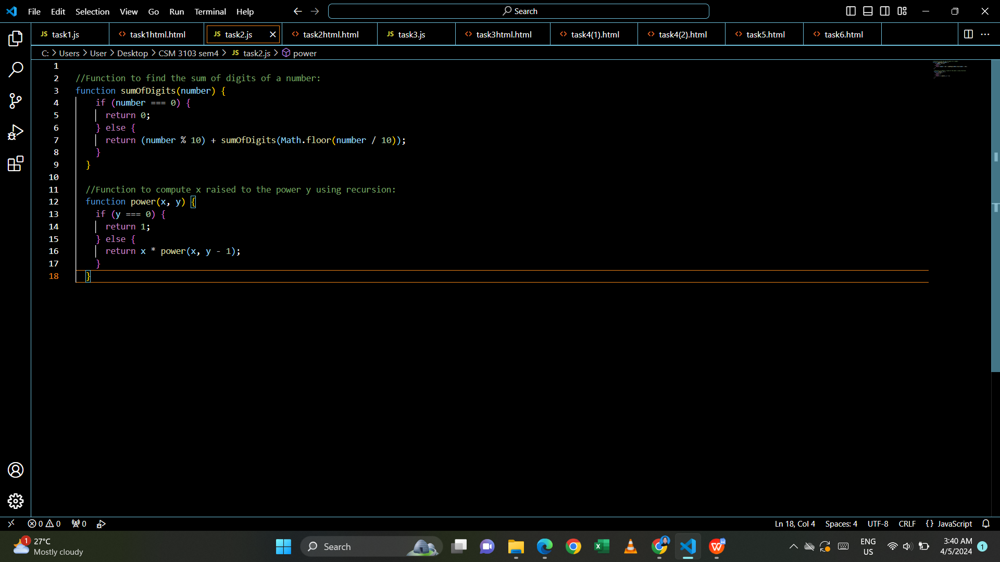 File Edit Selection View Go Run Terminal Help Search
JS task1.js <> task1html.html JS task2.js <> task2html.html JS task3.js <> task3html.html <> task4(1).html <> task4(2).html <> task5.html <> task6.html
C: > Users > User > Desktop > CSM 3103 sem4 > JS task2.js > power
1
2 //Function to find the sum of digits of a number:
3 function sumOfDigits(number) {
4 if (number === 0) {
5 return 0;
6 } else {
7 return (number % 10) + sumOfDigits(Math.floor(number / 10));
8 }
9 }
10
11 //Function to compute x raised to the power y using recursion:
12 function power(x, y) {
13 if (y === 0) {
14 return 1;
15 } else {
16 return x * power(x, y - 1);
17 }
18 }
0 0 0 Ln 18, Col 4 Spaces: 4 UTF-8 CRLF {} JavaScript
1 27°C Search ENG 3:40 AM
Mostly cloudy US 4/5/2024 1